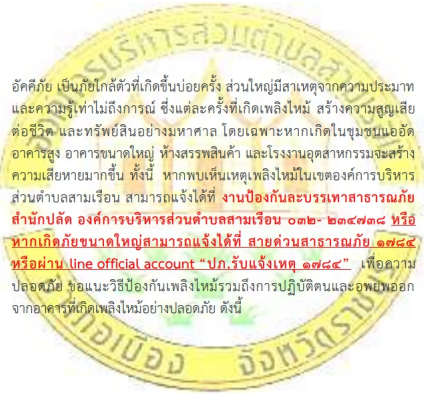 อัคคีภัย เป็นภัยใกล้ตัวที่เกิดขึ้นบ่อยครั้ง ส่วนใหญ่มีสาเหตุจากความประมาท
และความรู้เท่าไม่ถึงการณ์ ซึ่งแต่ละครั้งที่เกิดเพลิงไหม้ สร้างความสูญเสีย
ต่อชีวิต และทรัพย์สินอย่างมหาศาล โดยเฉพาะหากเกิดในชุมชนแออัด
อาคารสูง อาคารขนาดใหญ่ ห้างสรรพสินค้า และโรงงานอุตสาหกรรมจะสร้าง
ความเสียหายมากขึ้น ทั้งนี้ หากพบเห็นเหตุเพลิงไหม้ในเขตองค์การบริหาร
ส่วนตำบลสามเรือน สามารถแจ้งได้ที่ งานป้องกันละบรรเทาสาธารณภัย
สำนักปลัด องค์การบริหารส่วนตำบลสามเรือน ๐๓๒- ๒๓๔๗๓๘ หรือ
หากเกิดภัยขนาดใหญ่สามารถแจ้งได้ที่ สายด่วนสาธารณภัย ๑๗๘๔
หรือผ่าน line official account "ปภ.รับแจ้งเหตุ ๑๗๘๔" เพื่อความ
ปลอดภัย ขอแนะวิธีป้องกันเพลิงไหม้รวมถึงการปฏิบัติตนและอพยพออก
จากอาคารที่เกิดเพลิงไหม้อย่างปลอดภัย ดังนี้